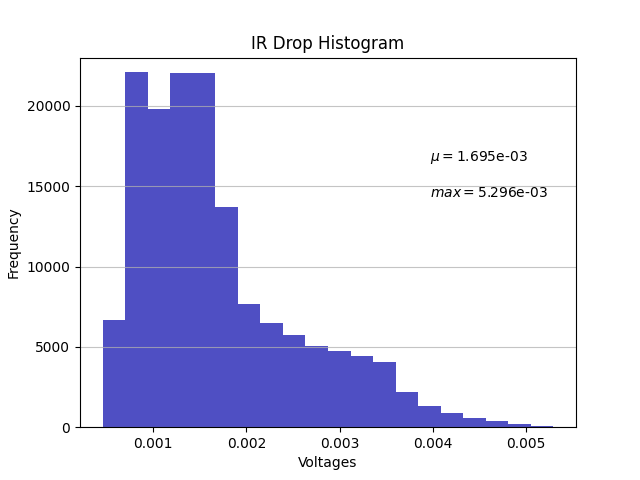 IR Drop Histogram
20000
15000
10000
5000
0
Frequency
μ = 1.695e-03
max = 5.296e-03
0.001 0.002 0.003 0.004 0.005
Voltages